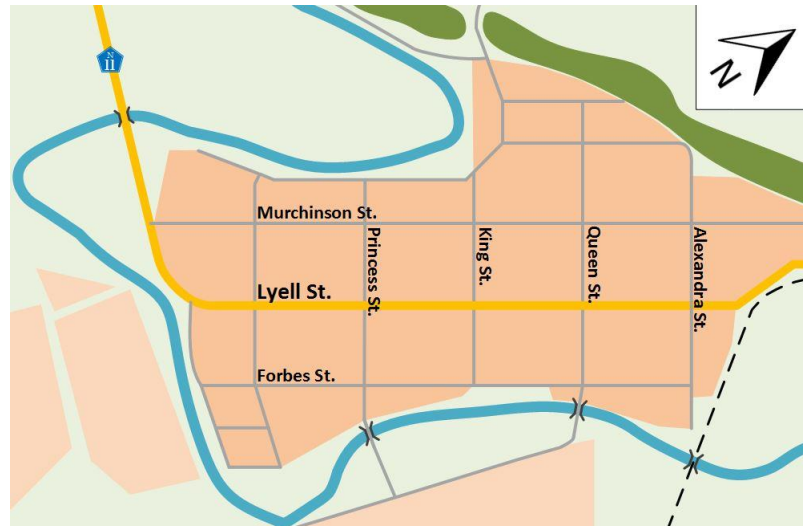 N
11
N
Murchinson St.
Princess St.
King St.
Queen St.
Alexandra St.
Lyell St.
Forbes St.